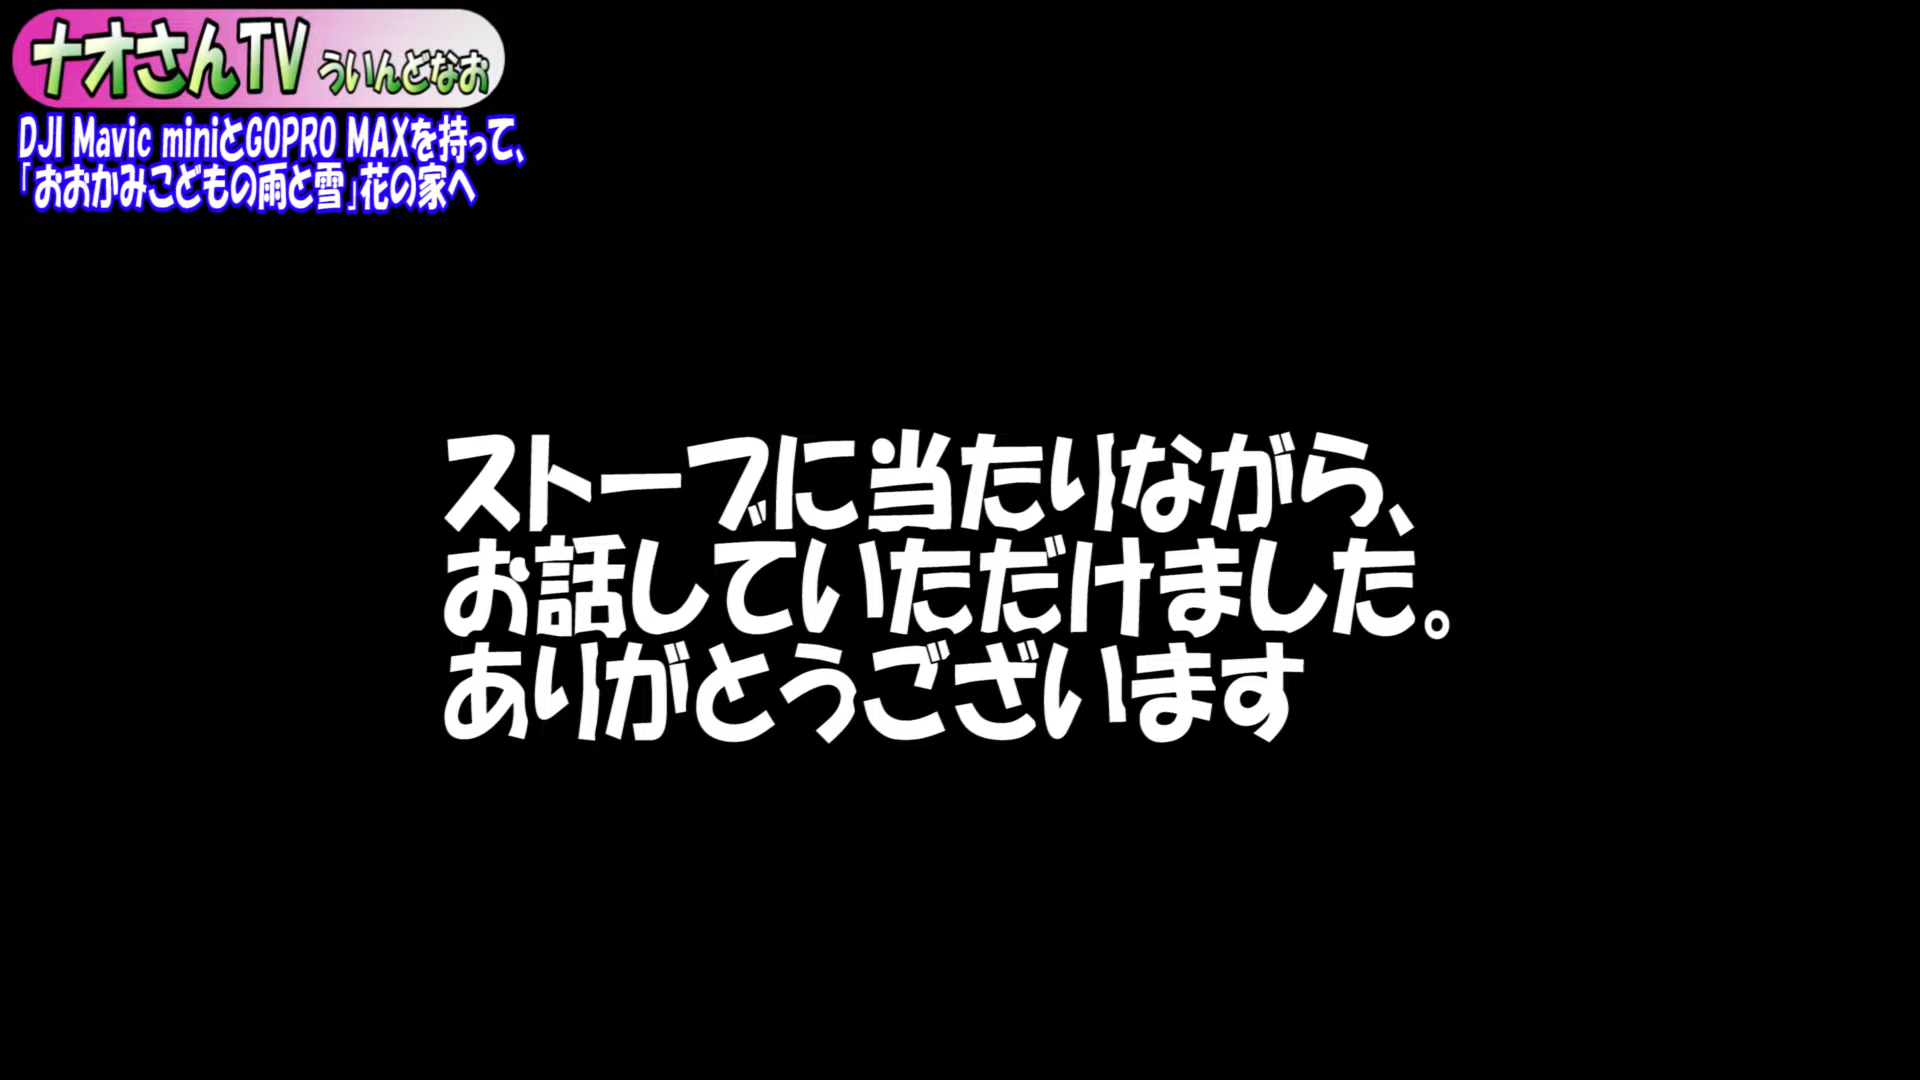 ナオさんTV ういんどなお
DJI Mavic miniとGOPRO MAXを持って、
「おおかみこどもの雨と雪」花の家へ
ストーブに当たりながら、
お話していただけました。
ありがとうございます